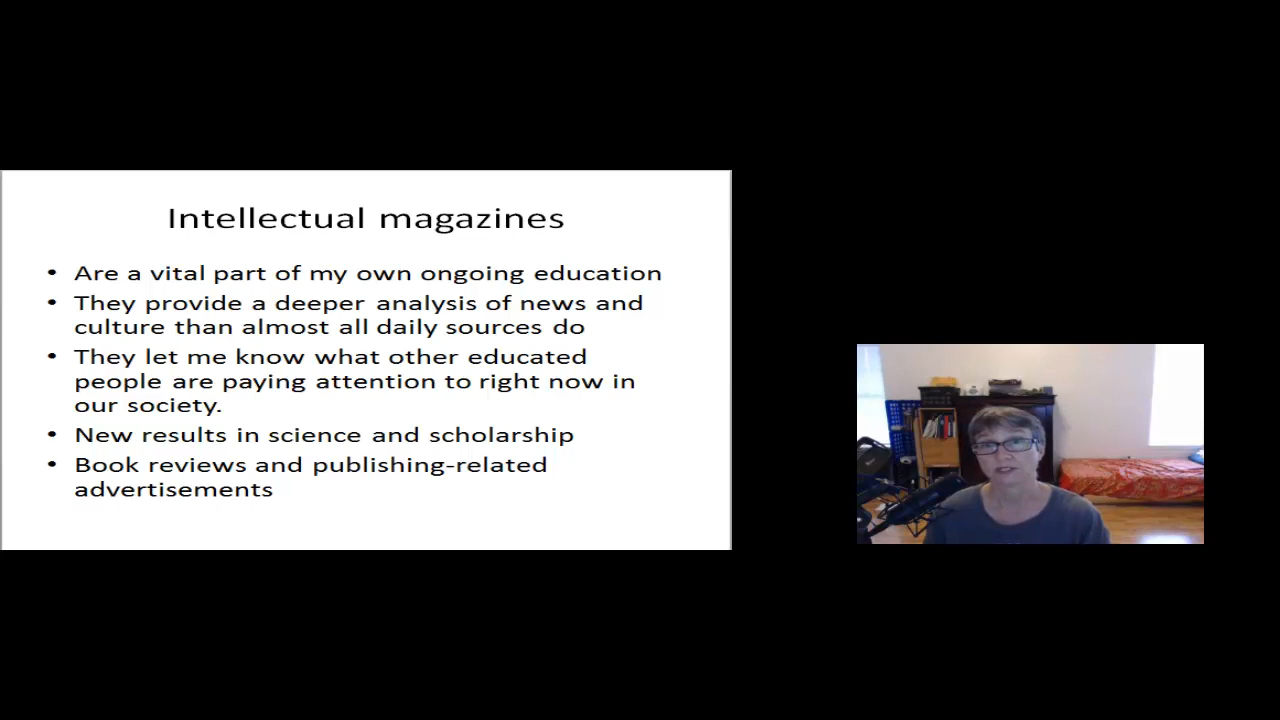 Intellectual magazines
• Are a vital part of my own ongoing education
• They provide a deeper analysis of news and
culture than almost all daily sources do
• They let me know what other educated
people are paying attention to right now in
our society.
• New results in science and scholarship
• Book reviews and publishing-related
advertisements